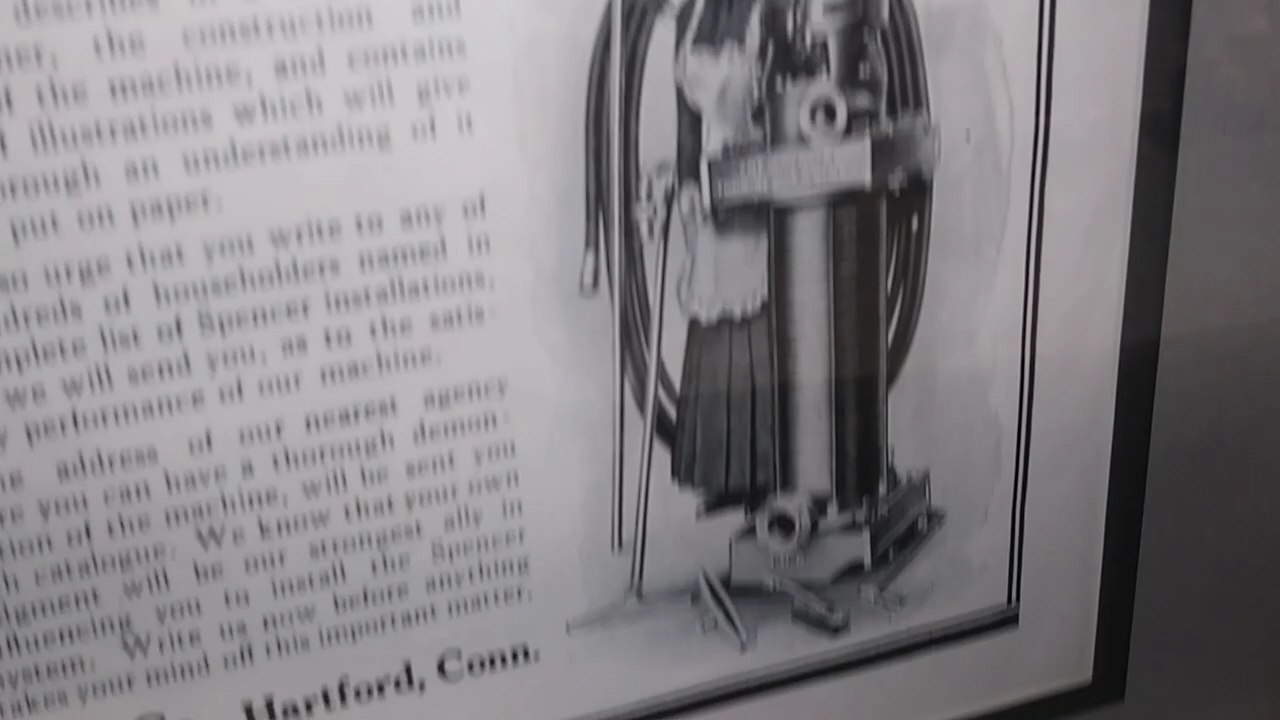 describes
the construction and
the machine, and contains
illustrations which will give
an understanding of it
put on paper.
urge that you write to any of
of householders named in
list of Spencer installations,
we will send you, as to the satis-
performance of our machine.
address of our nearest agency
you can have a thorough demon-
of the machine, will be sent you
catalogue. We know that your own
will be our strongest ally in
you to install the Spencer
Write us now before anything
your mind off this important matter.
Hartford, Conn.